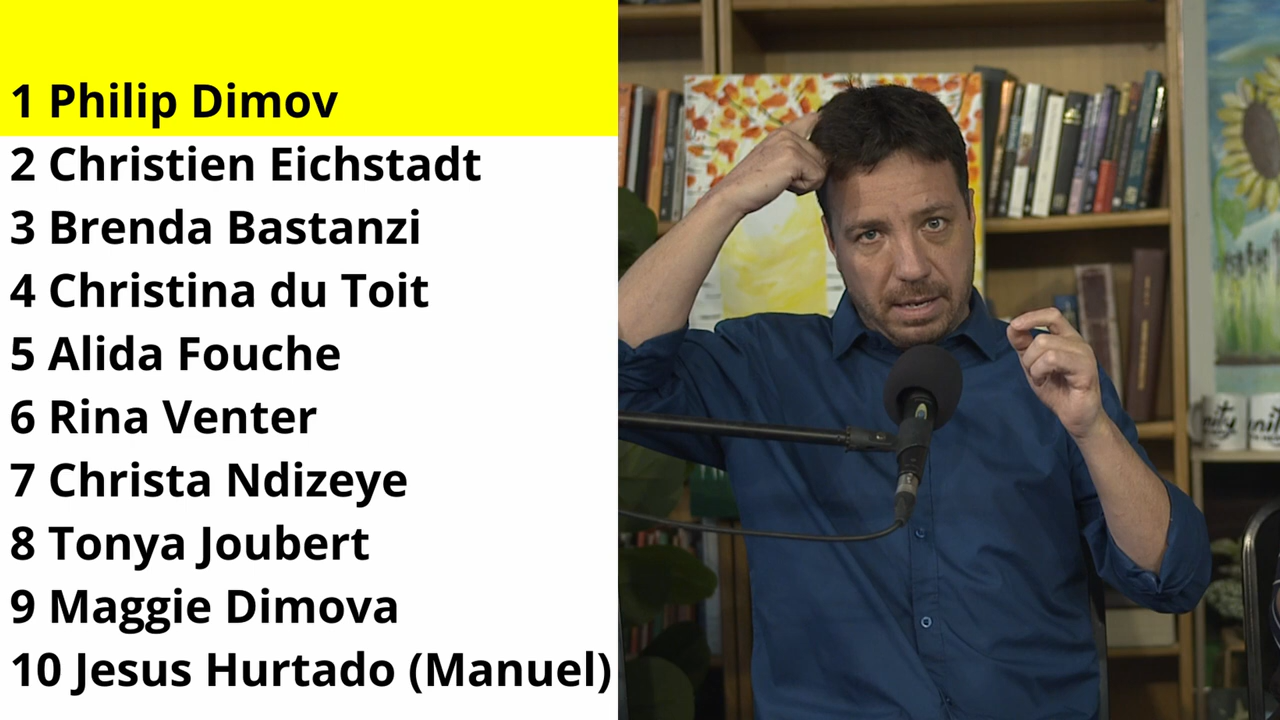 1 Philip Dimov
2 Christien Eichstadt
3 Brenda Bastanzi
4 Christina du Toit
5 Alida Fouche
6 Rina Venter
7 Christa Ndizeye
8 Tonya Joubert
9 Maggie Dimova
10 Jesus Hurtado (Manuel)